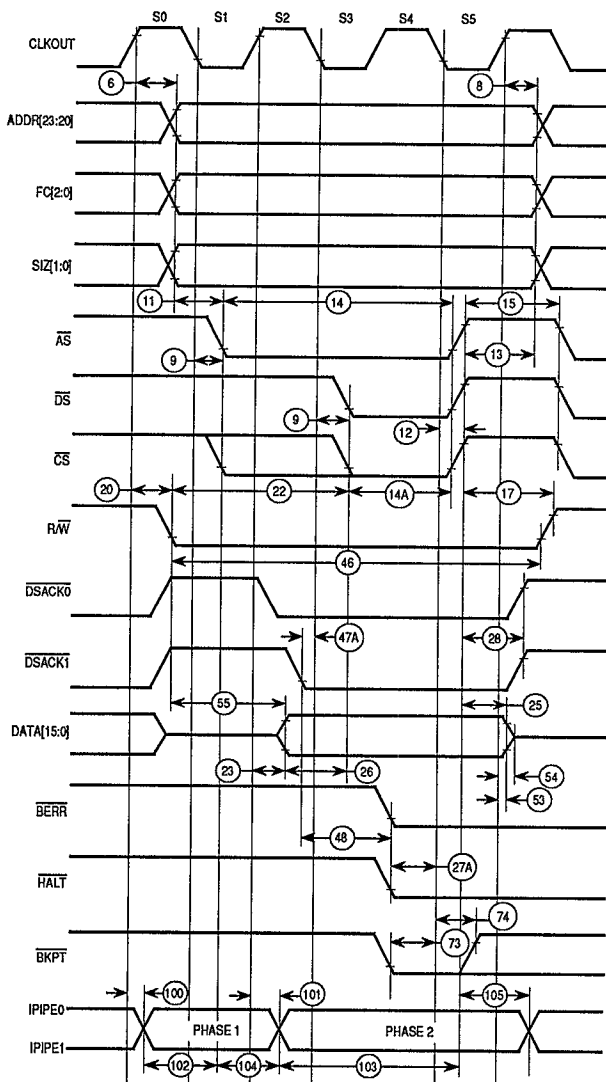 S0 S1 S2 S3 S4 S5
CLKOUT
6 8
ADDR[23:20]
FC[2:0]
SIZ[1:0]
11 14 15
AS
9 13
DS
9 12
CS
20 22 14A 17
R/W
46
DSACK0
47A 28
DSACK1
55 25
DATA[15:0]
23 26 54
53
BERR
48
27A
HALT
74
73
BKPT
100 101 105
IPIPE0
PHASE 1 PHASE 2
IPIPE1
102 104 103